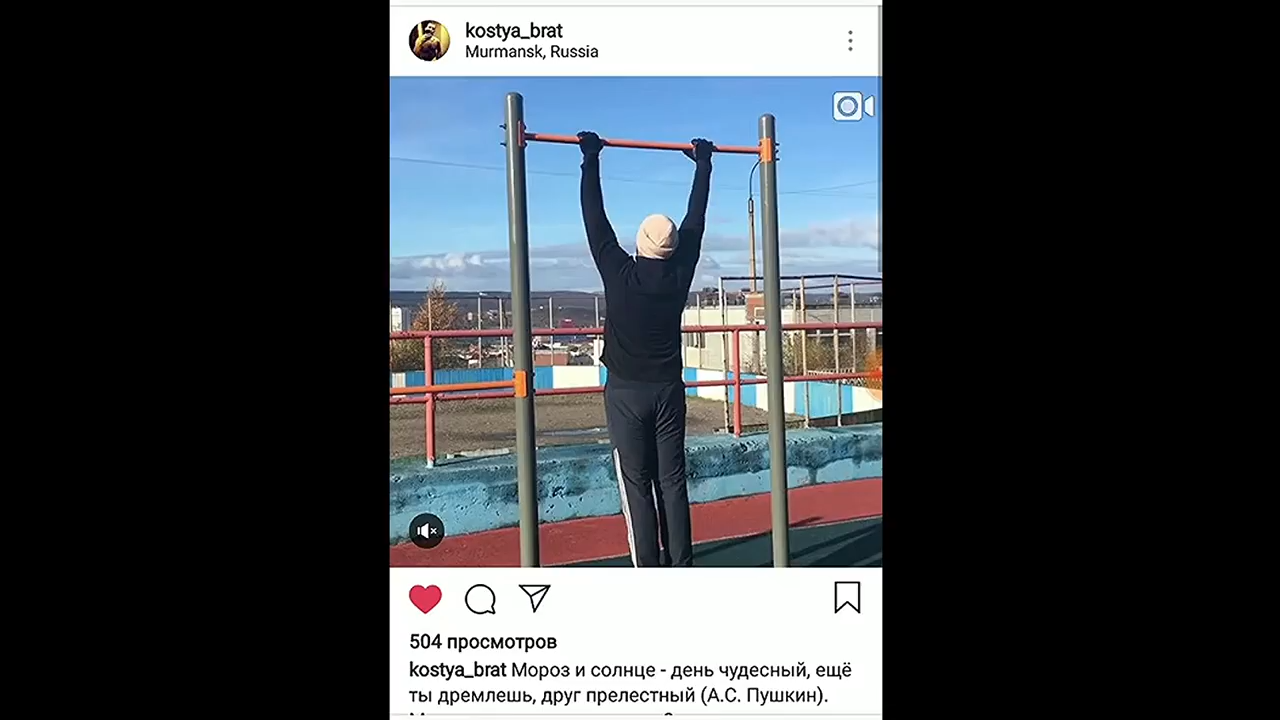 kostya_brat
Murmansk, Russia
504 просмотров
kostya_brat Мороз и солнце - день чудесный, ещё
ты дремлешь, друг прелестный (А.С. Пушкин).